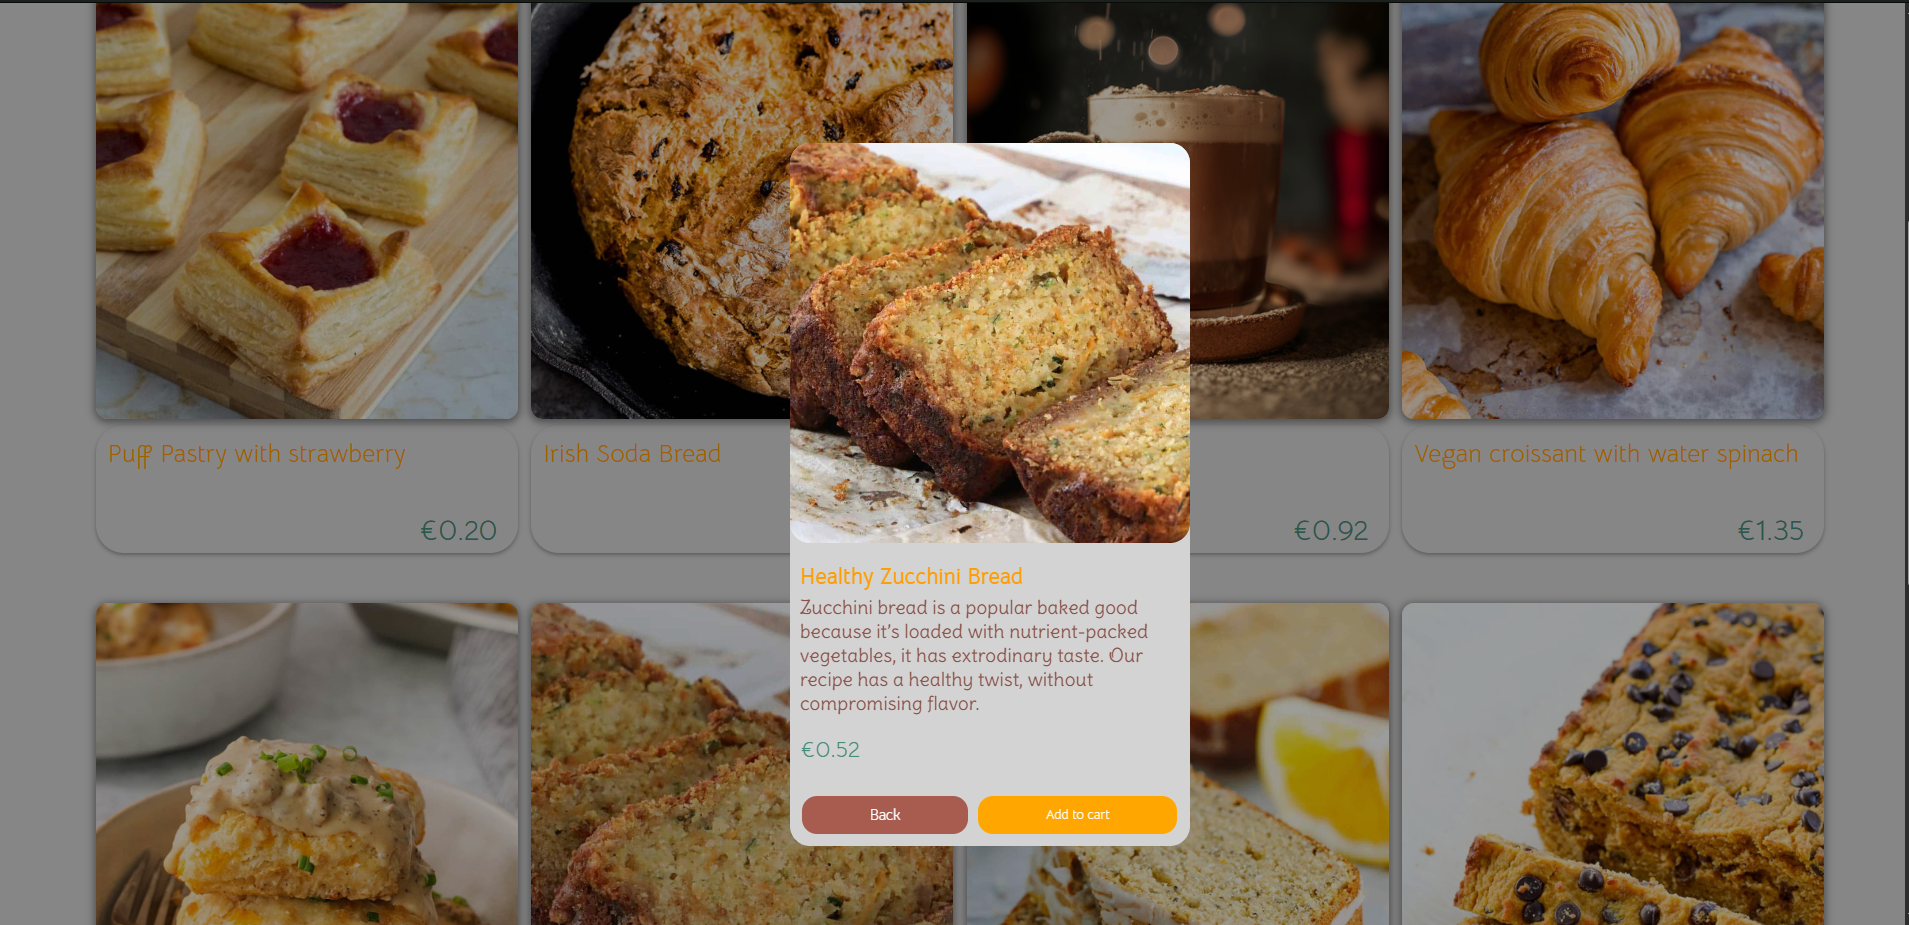 Puff Pastry with strawberry
€0.20
Irish Soda Bread
€0.92
Vegan croissant with water spinach
€1.35
Healthy Zucchini Bread
Zucchini bread is a popular baked good
because it's loaded with nutrient-packed
vegetables, it has extrodinary taste. Our
recipe has a healthy twist, without
compromising flavor.
€0.52
Back
Add to cart